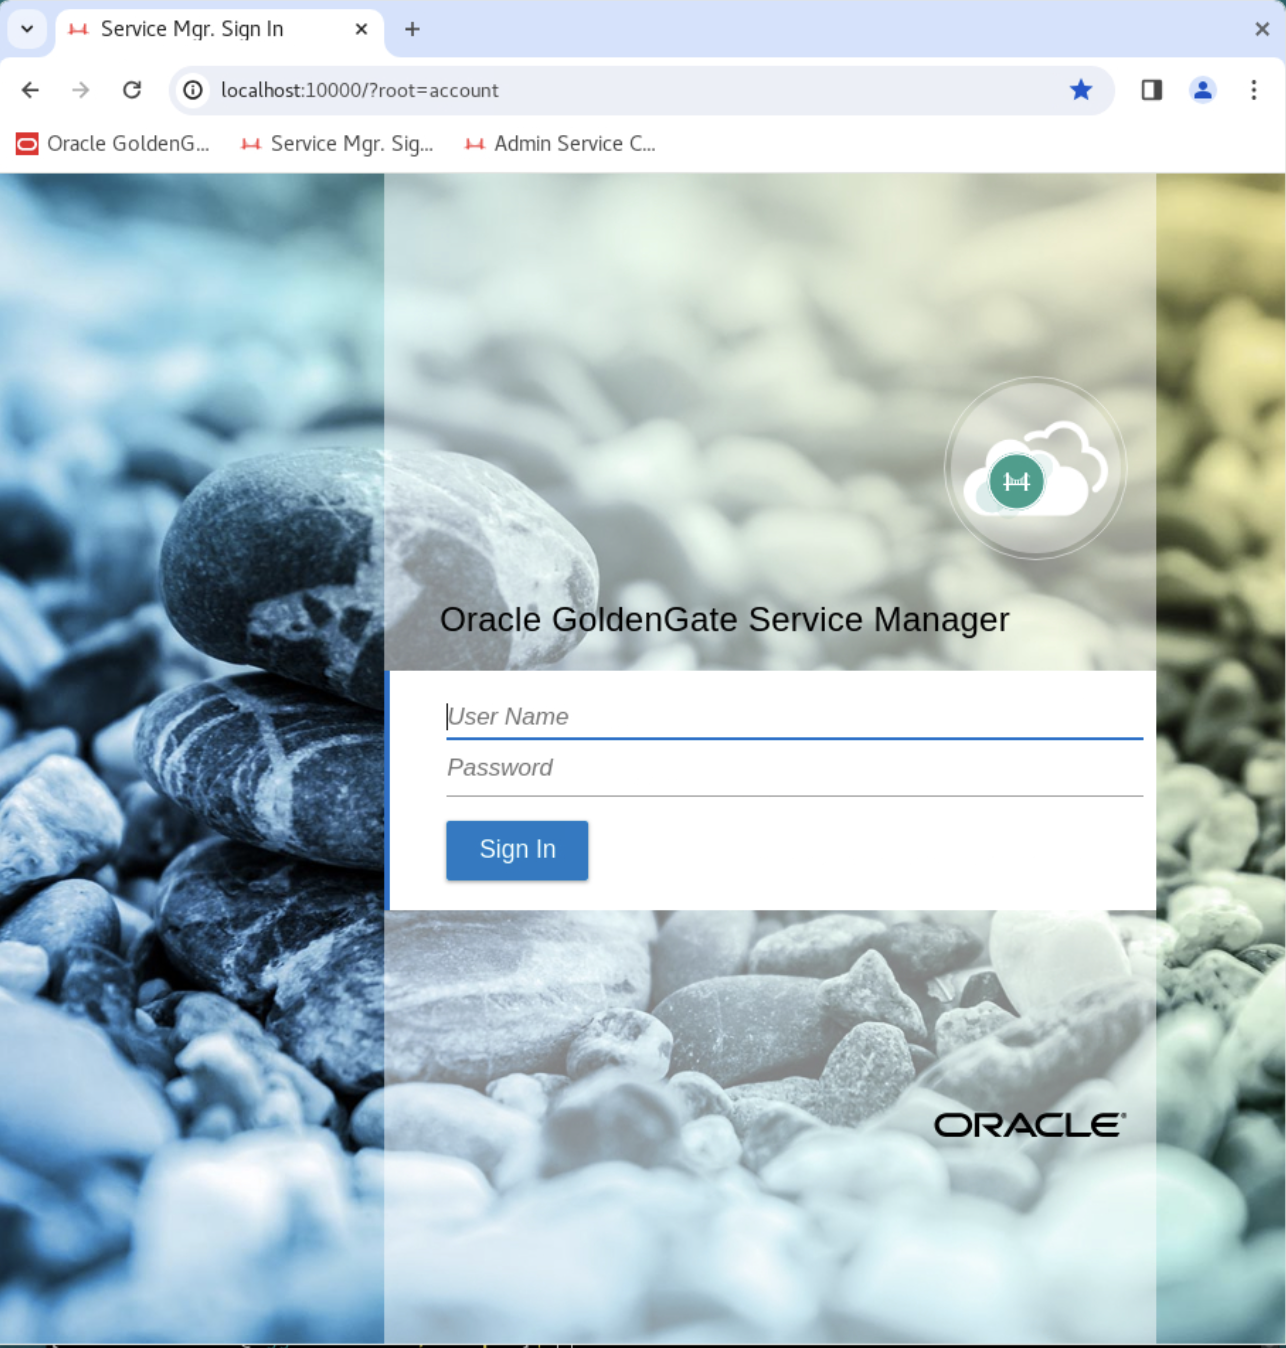 Service Mgr. Sign In
localhost:10000/?root=account
Oracle GoldenG... Service Mgr. Sig... Admin Service C...
Oracle GoldenGate Service Manager
User Name
Password
Sign In
ORACLE®